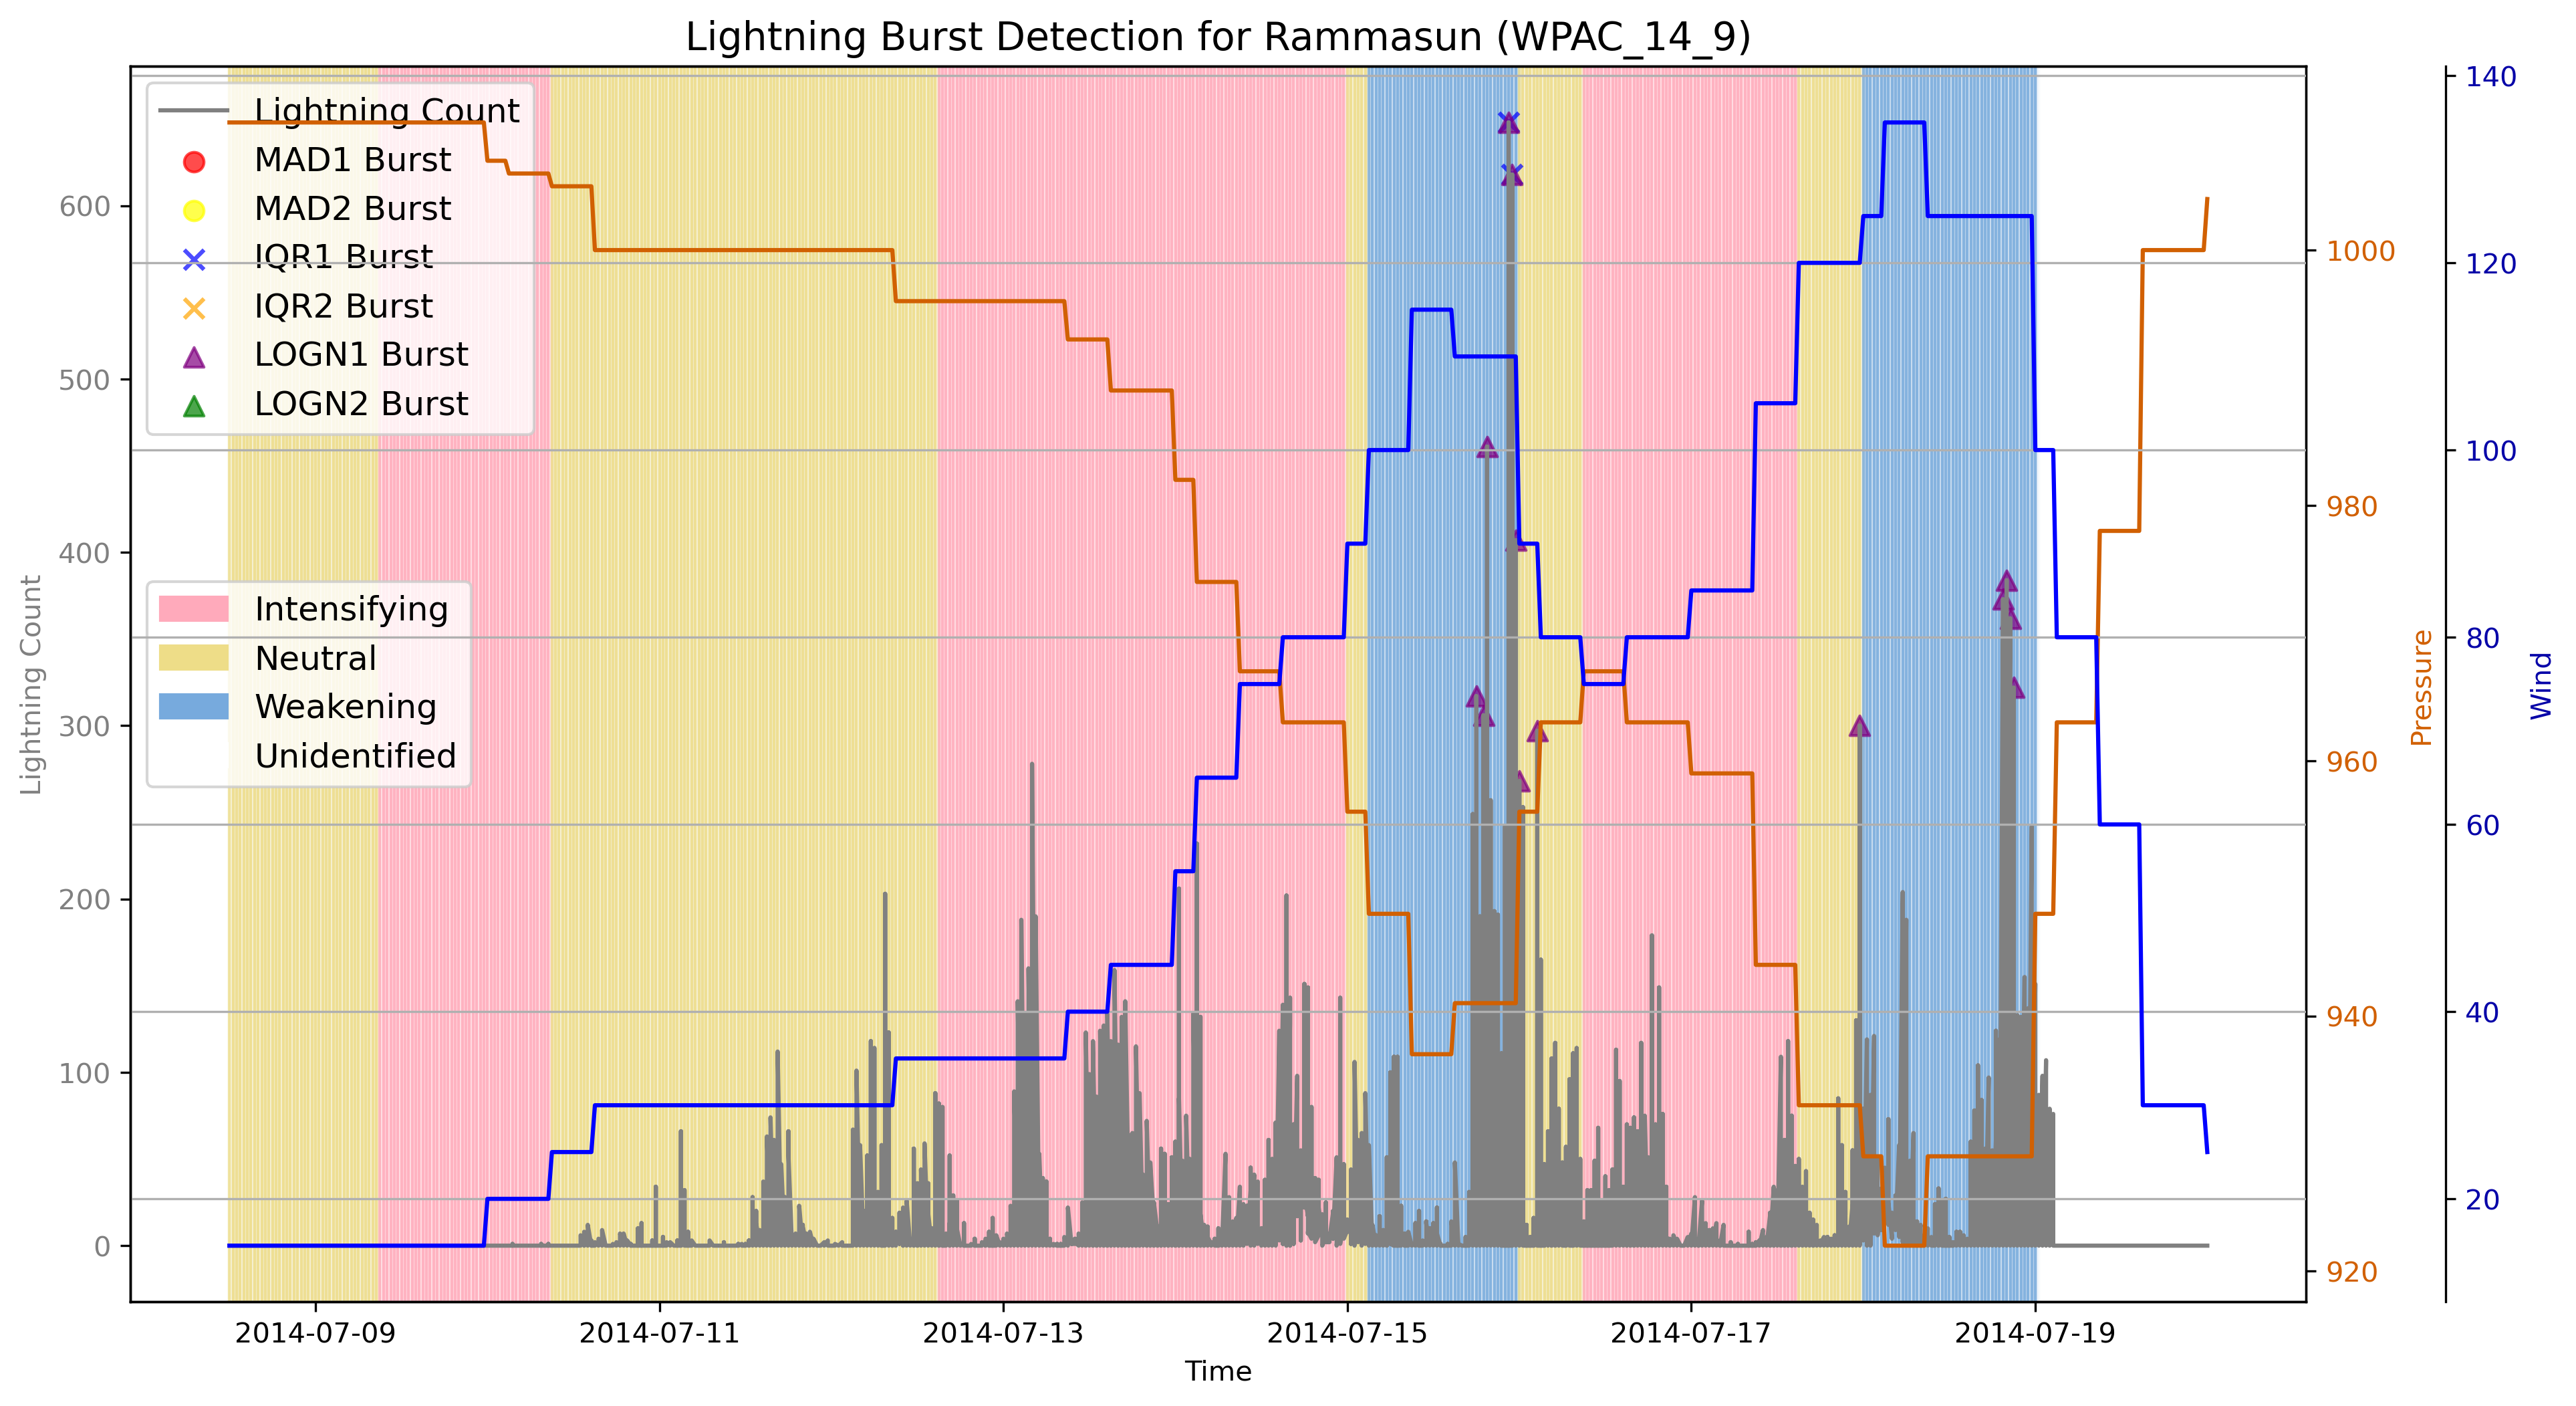 Lightning Burst Detection for Rammasun (WPAC_14_9)
Lightning Count
MAD1 Burst
MAD2 Burst
IQR1 Burst
IQR2 Burst
LOGN1 Burst
LOGN2 Burst
Intensifying
Neutral
Weakening
Unidentified
Lightning Count
600
500
400
300
200
100
0
2014-07-09
2014-07-11
2014-07-13
2014-07-15
2014-07-17
2014-07-19
Time
1000
980
960
940
920
Pressure
140
120
100
80
60
40
20
Wind